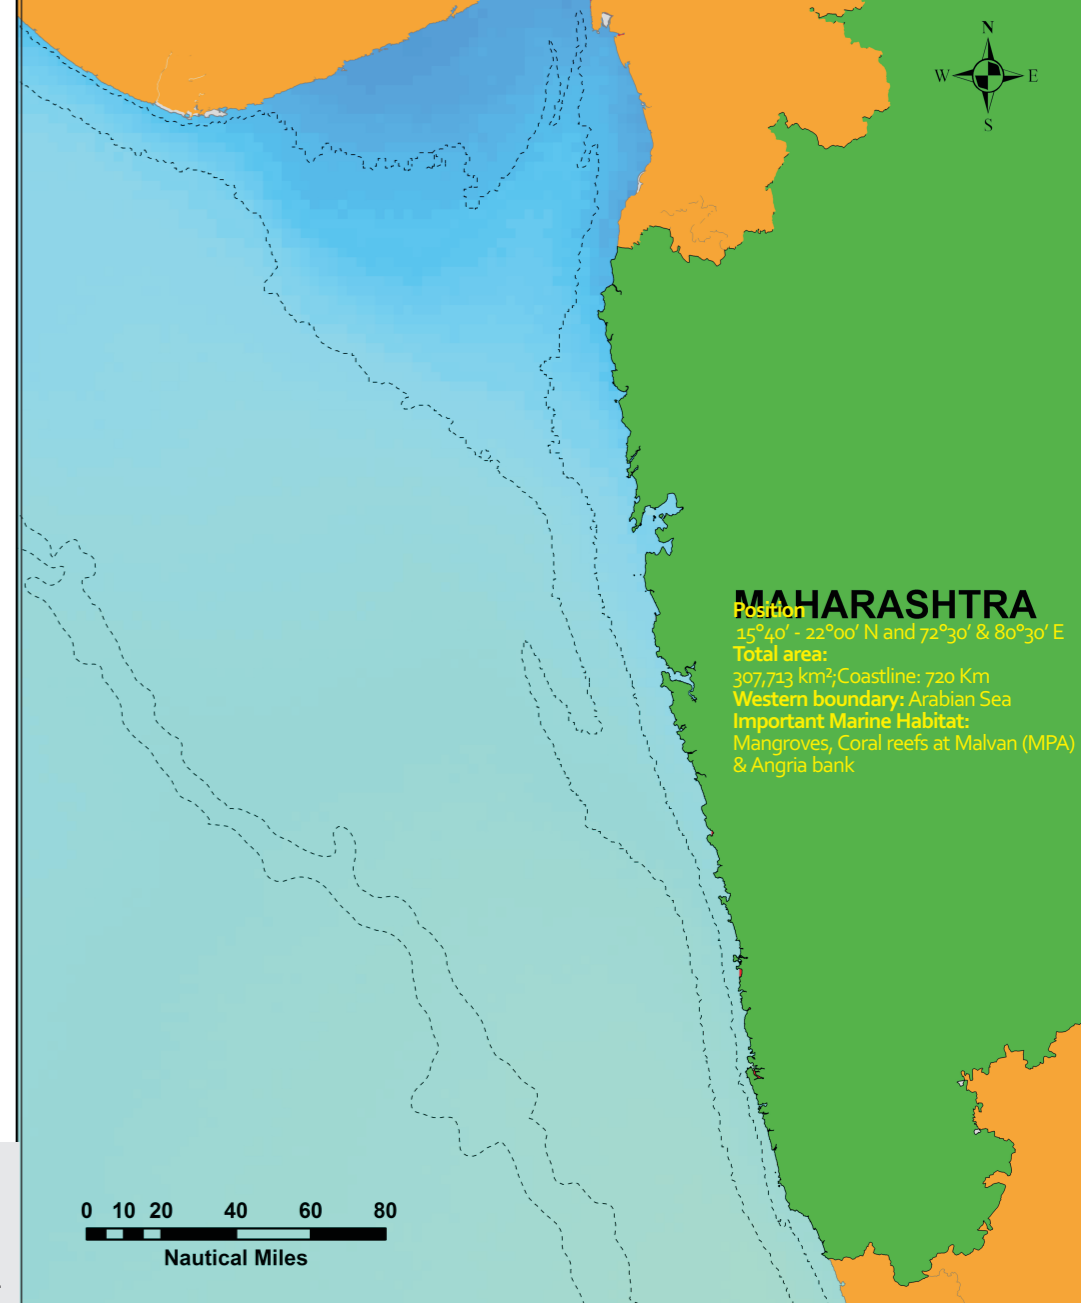 N
W E
S
MAHARASHTRA
Position
15°40′ - 22°00′ N and 72°30′ & 80°30′ E
Total area:
307,713 km²;Coastline: 720 Km
Western boundary: Arabian Sea
Important Marine Habitat:
Mangroves, Coral reefs at Malvan (MPA)
& Angria bank
0 10 20 40 60 80
Nautical Miles